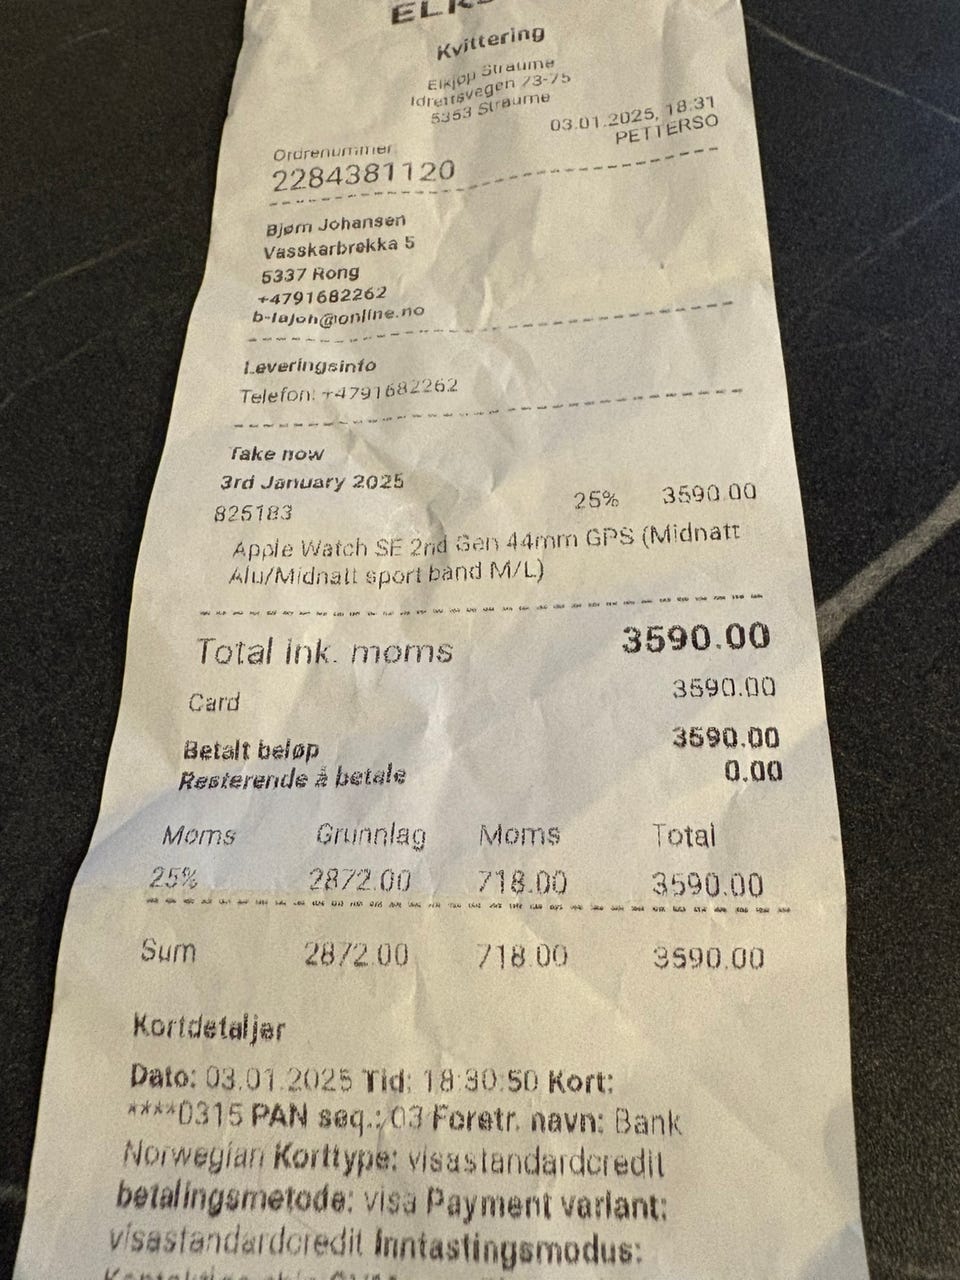 Kvittering
Elkjøp Straume
Idrettsvegen 73-75
5353 Straume
03.01.2025, 18:31
PETTERSO
Ordrenummer
2284381120
Bjørn Johansen
Vasskarbrekka 5
5337 Rong
+4791682262
b-lajoh@online.no
Leveringsinfo
Telefon: +4791682262
Take now
3rd January 2025
825183 25% 3590.00
Apple Watch SE 2nd Gen 44mm GPS (Midnatt
Alu/Midnatt sport band M/L)
Total ink. moms 3590.00
Card 3590.00
Betalt beløp 3590.00
Resterende å betale 0.00
Moms Grunnlag Moms Total
25% 2872.00 718.00 3590.00
Sum 2872.00 718.00 3590.00
Kortdetaljer
Dato: 03.01.2025 Tid: 18:30:50 Kort:
****0315 PAN seq.: 03 Foretr. navn: Bank
Norwegian Korttype: visastandardcredit
betalingsmetode: visa Payment variant:
visastandardcredit Inntastingsmodus: